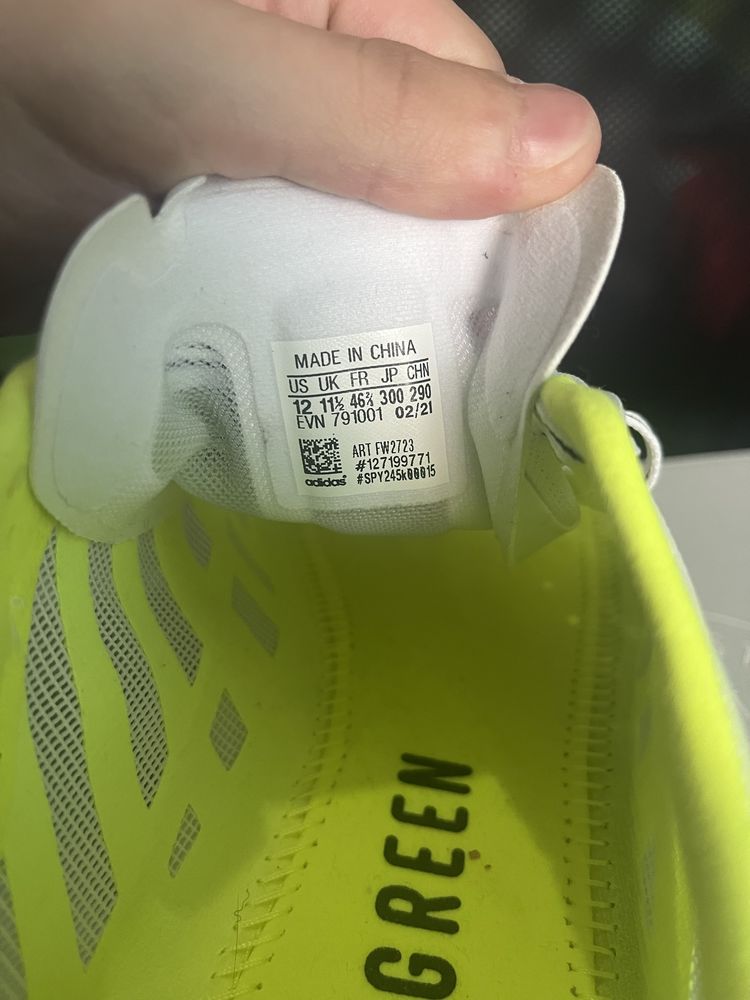 MADE IN CHINA
US UK FR JP CHN
12 11½ 46⅔ 300 290
EVN 791001 02/21
ART FW2723
#127199771
#SPY245k00015
adidas
GREEN